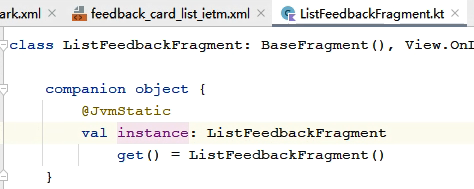 ark.xml feedback_card_list_ietm.xml ListFeedbackFragment.kt
class ListFeedbackFragment: BaseFragment(), View.OnI
companion object {
@JvmStatic
val instance: ListFeedbackFragment
get() = ListFeedbackFragment()
}